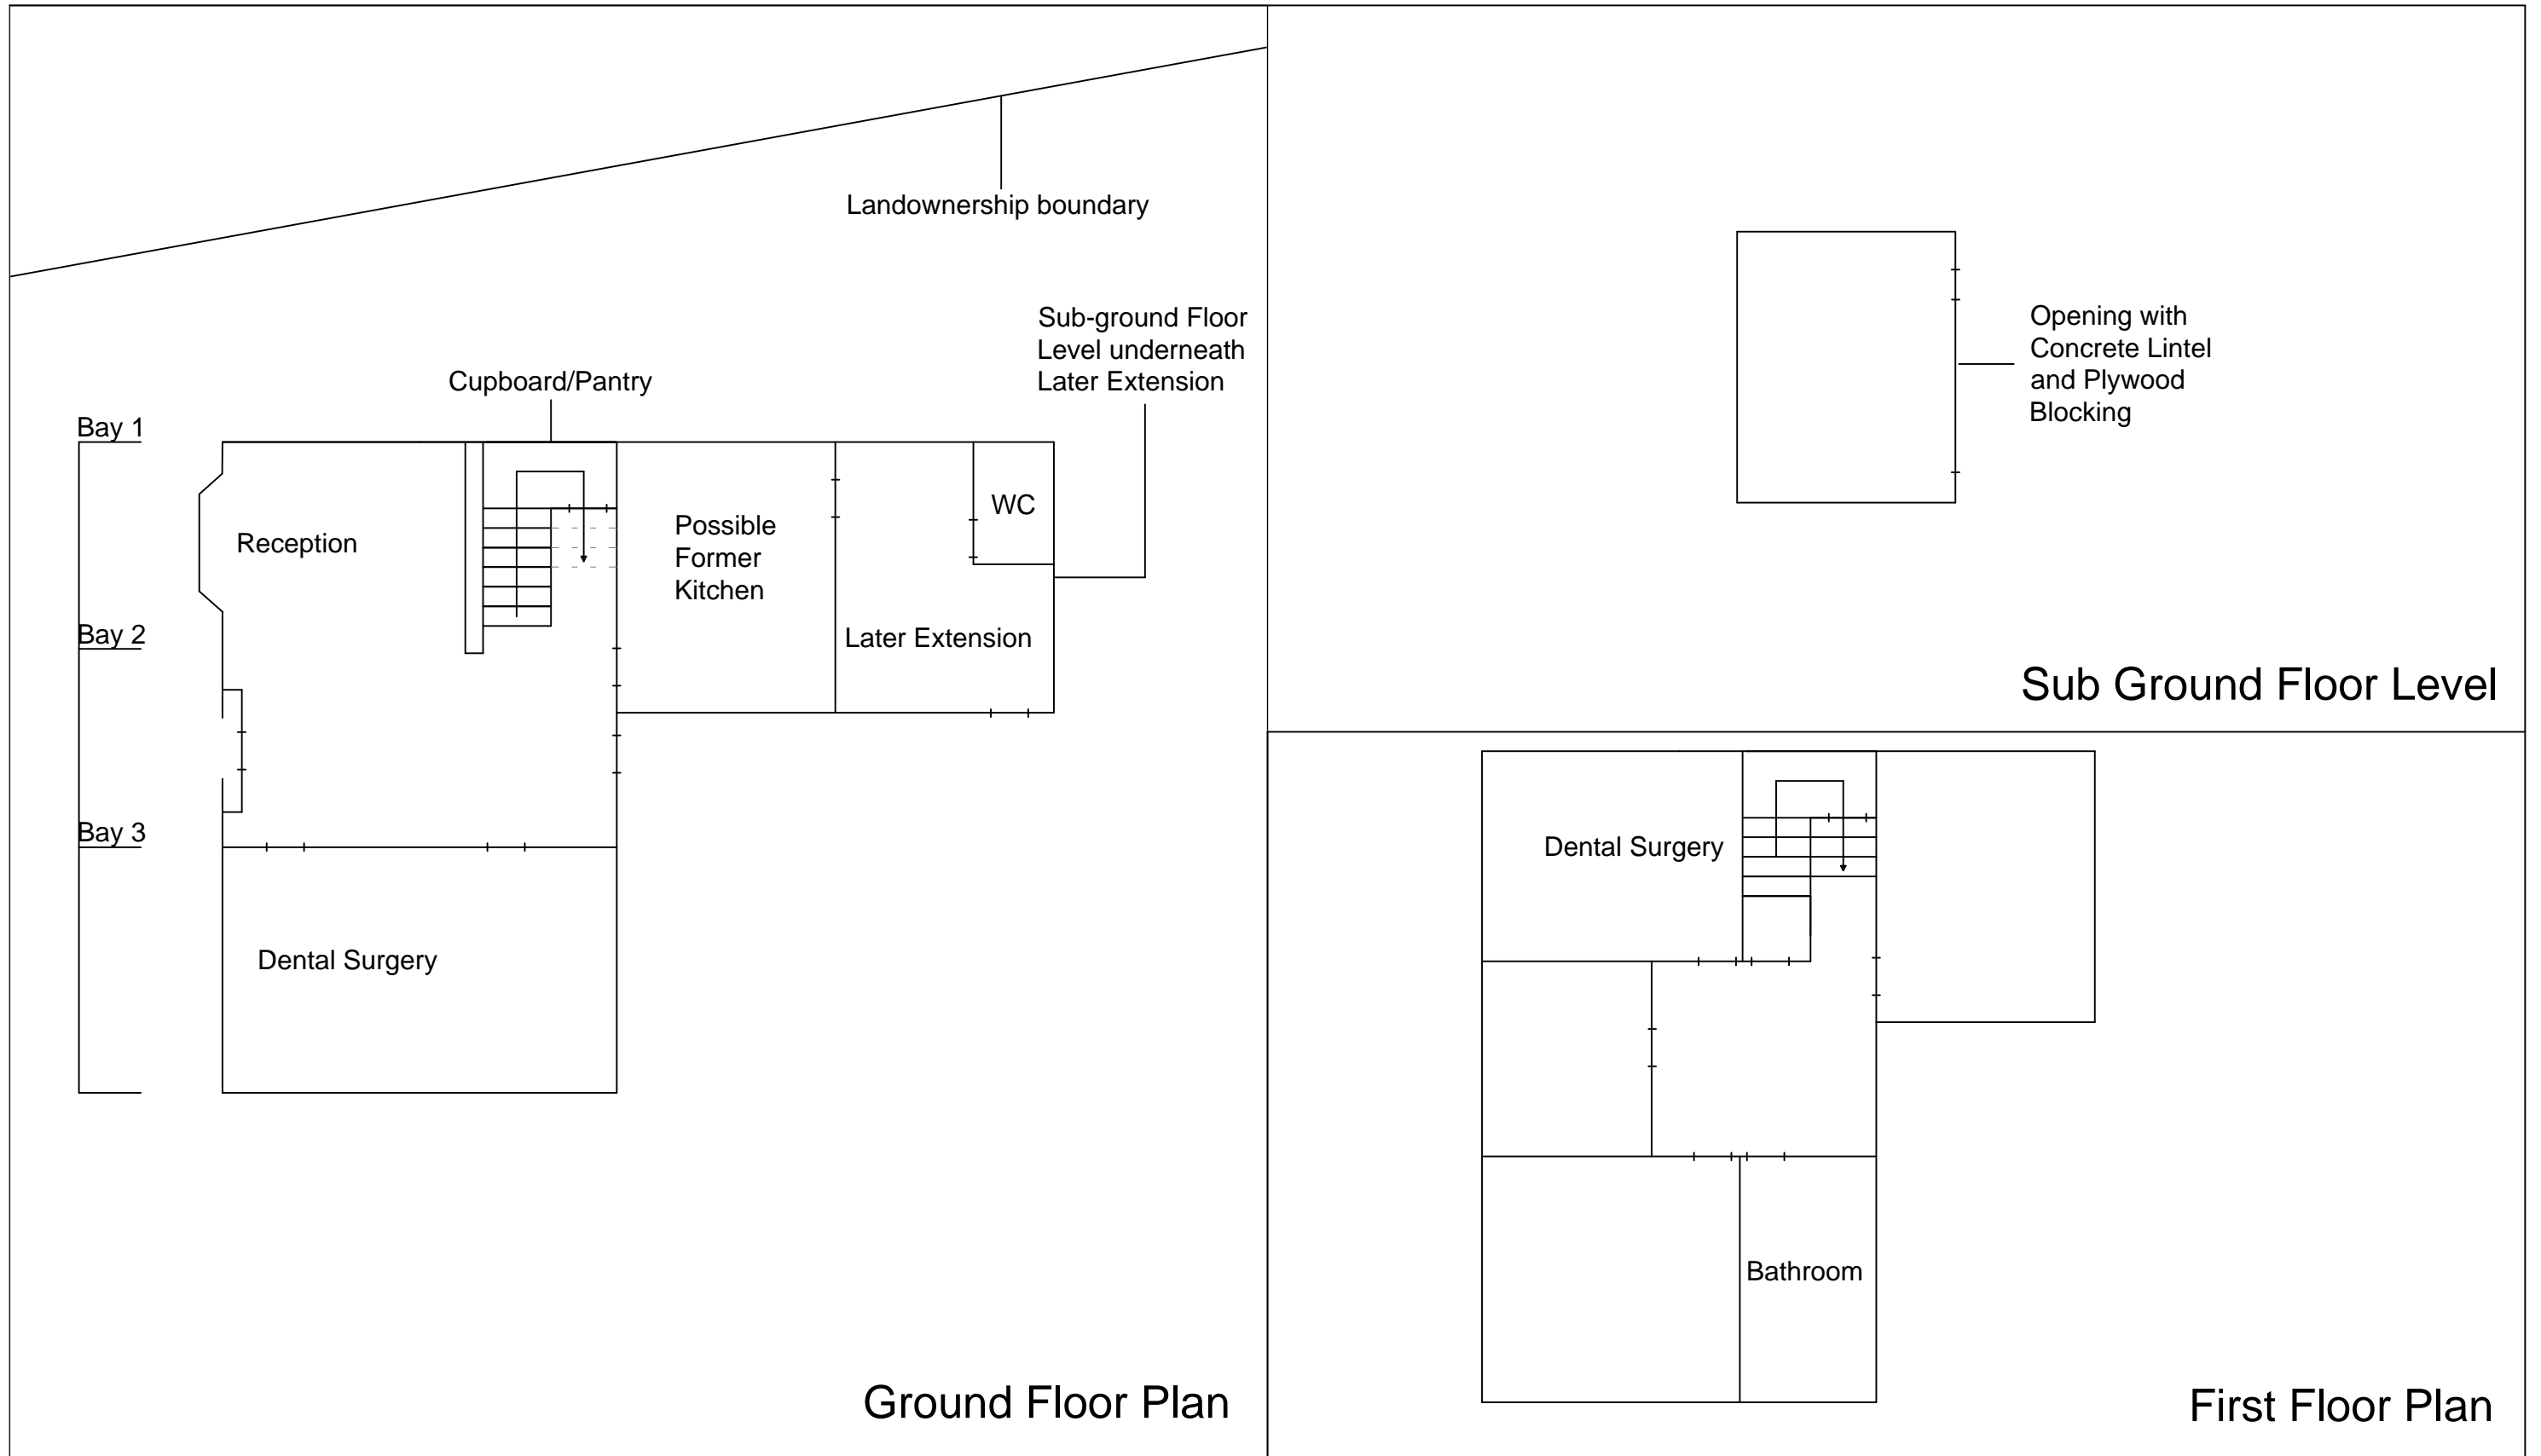 Landownership boundary
Sub-ground Floor
Level underneath
Later Extension
Cupboard/Pantry
Bay 1
Reception
Possible
Former
Kitchen
WC
Bay 2
Later Extension
Bay 3
Dental Surgery
Ground Floor Plan
Opening with
Concrete Lintel
and Plywood
Blocking
Sub Ground Floor Level
Dental Surgery
Bathroom
First Floor Plan